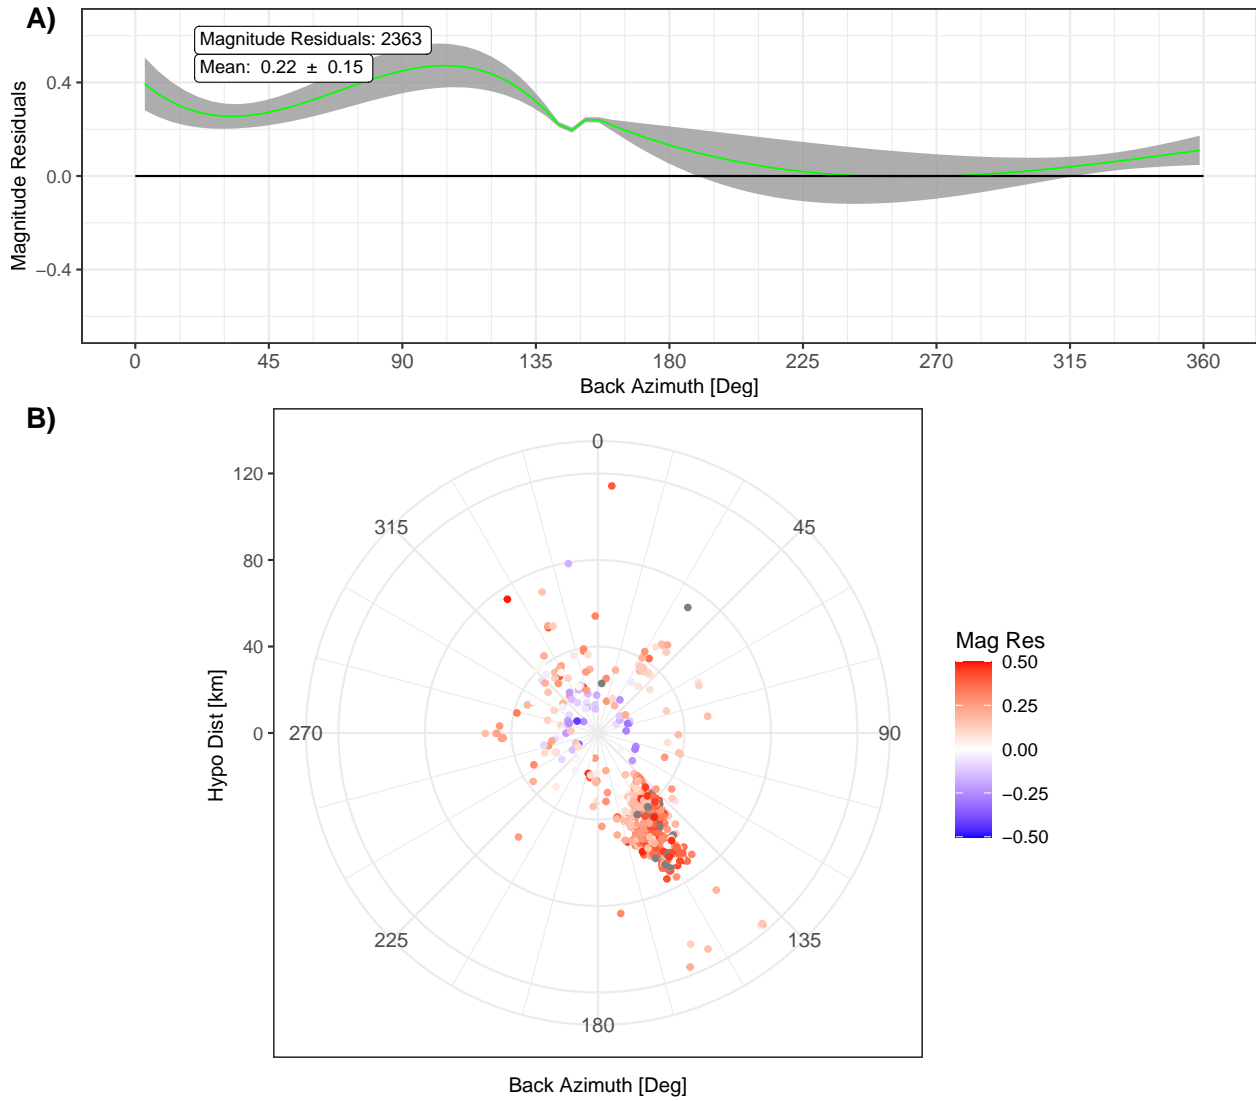 A)
Magnitude Residuals: 2363
Mean: 0.22 ± 0.15
Magnitude Residuals
0.4
0.0
−0.4
0 45 90 135 180 225 270 315 360
Back Azimuth [Deg]
B)
Hypo Dist [km]
120
80
40
0
0
45
90
135
180
225
270
315
Back Azimuth [Deg]
Mag Res
0.50
0.25
0.00
−0.25
−0.50